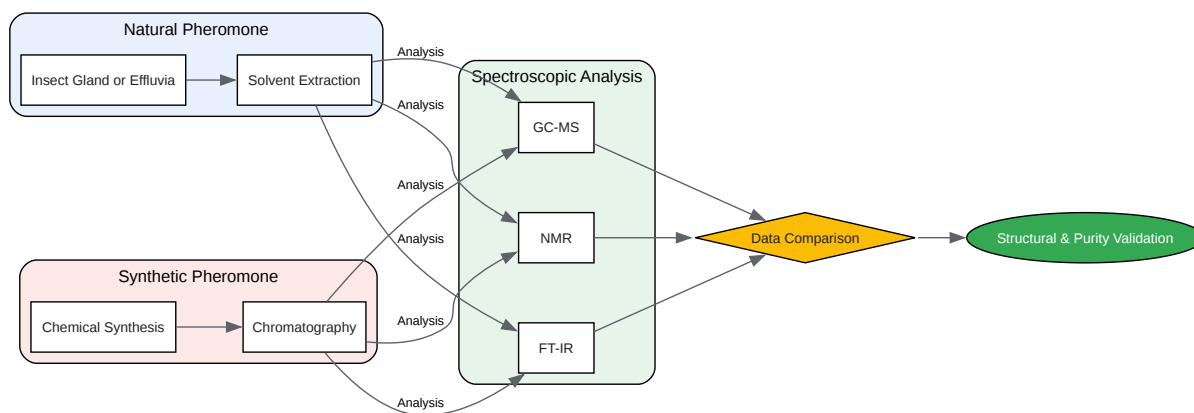 Natural Pheromone
Insect Gland or Effluvia
Solvent Extraction
Analysis
Analysis
Analysis
Analysis
Analysis
Analysis
Synthetic Pheromone
Chemical Synthesis
Chromatography
Spectroscopic Analysis
GC-MS
NMR
FT-IR
Data Comparison
Structural & Purity Validation